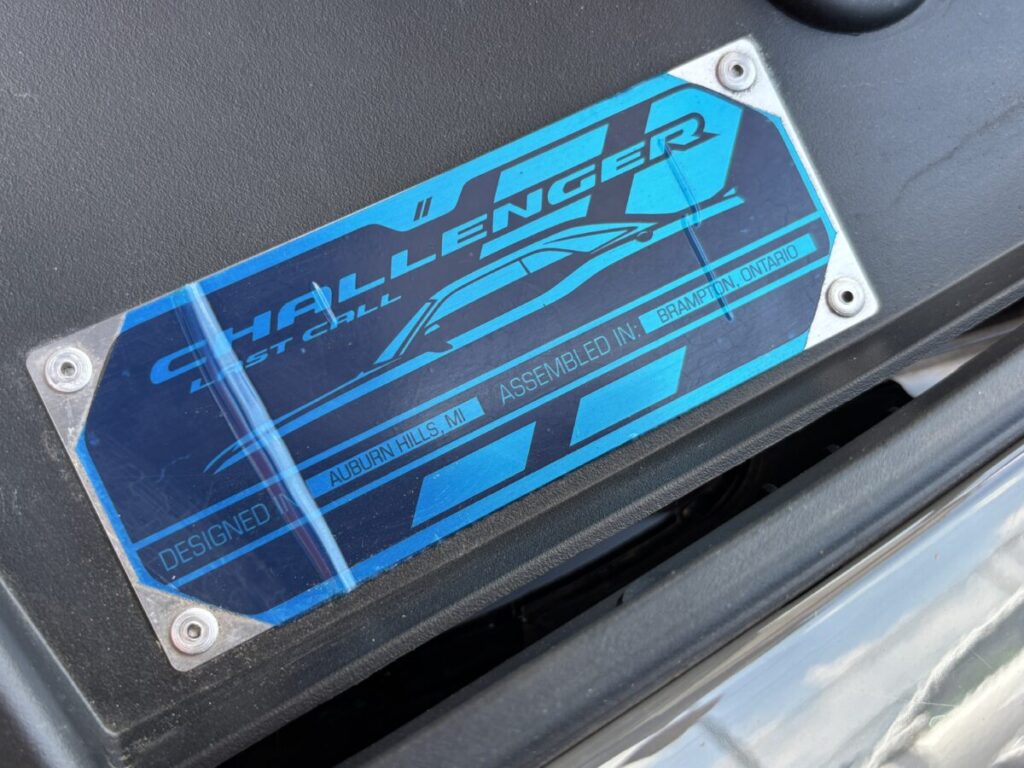 CHALLENGER
LAST CALL
DESIGNED IN: AUBURN HILLS, MI ASSEMBLED IN: BRAMPTON, ONTARIO